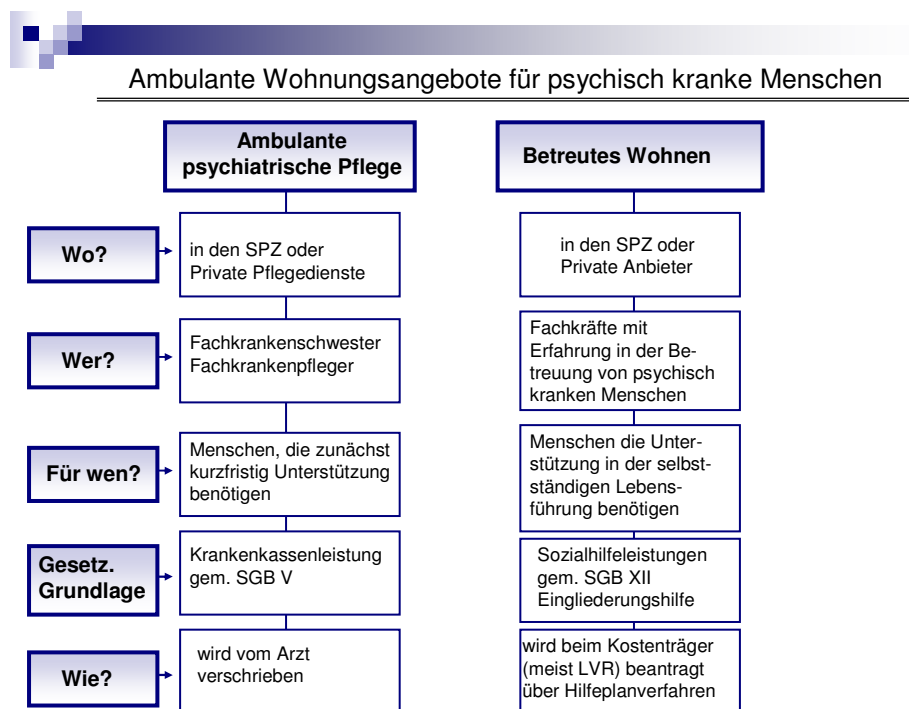 Ambulante Wohnungsangebote für psychisch kranke Menschen
Ambulante
psychiatrische Pflege
Betreutes Wohnen
Wo?
in den SPZ oder
Private Pflegedienste
in den SPZ oder
Private Anbieter
Wer?
Fachkrankenschwester
Fachkrankenpfleger
Fachkräfte mit
Erfahrung in der Be-
treuung von psychisch
kranken Menschen
Für wen?
Menschen, die zunächst
kurzfristig Unterstützung
benötigen
Menschen die Unter-
stützung in der selbst-
ständigen Lebens-
führung benötigen
Gesetz.
Grundlage
Krankenkassenleistung
gem. SGB V
Sozialhilfeleistungen
gem. SGB XII
Eingliederungshilfe
Wie?
wird vom Arzt
verschrieben
wird beim Kostenträger
(meist LVR) beantragt
über Hilfeplanverfahren